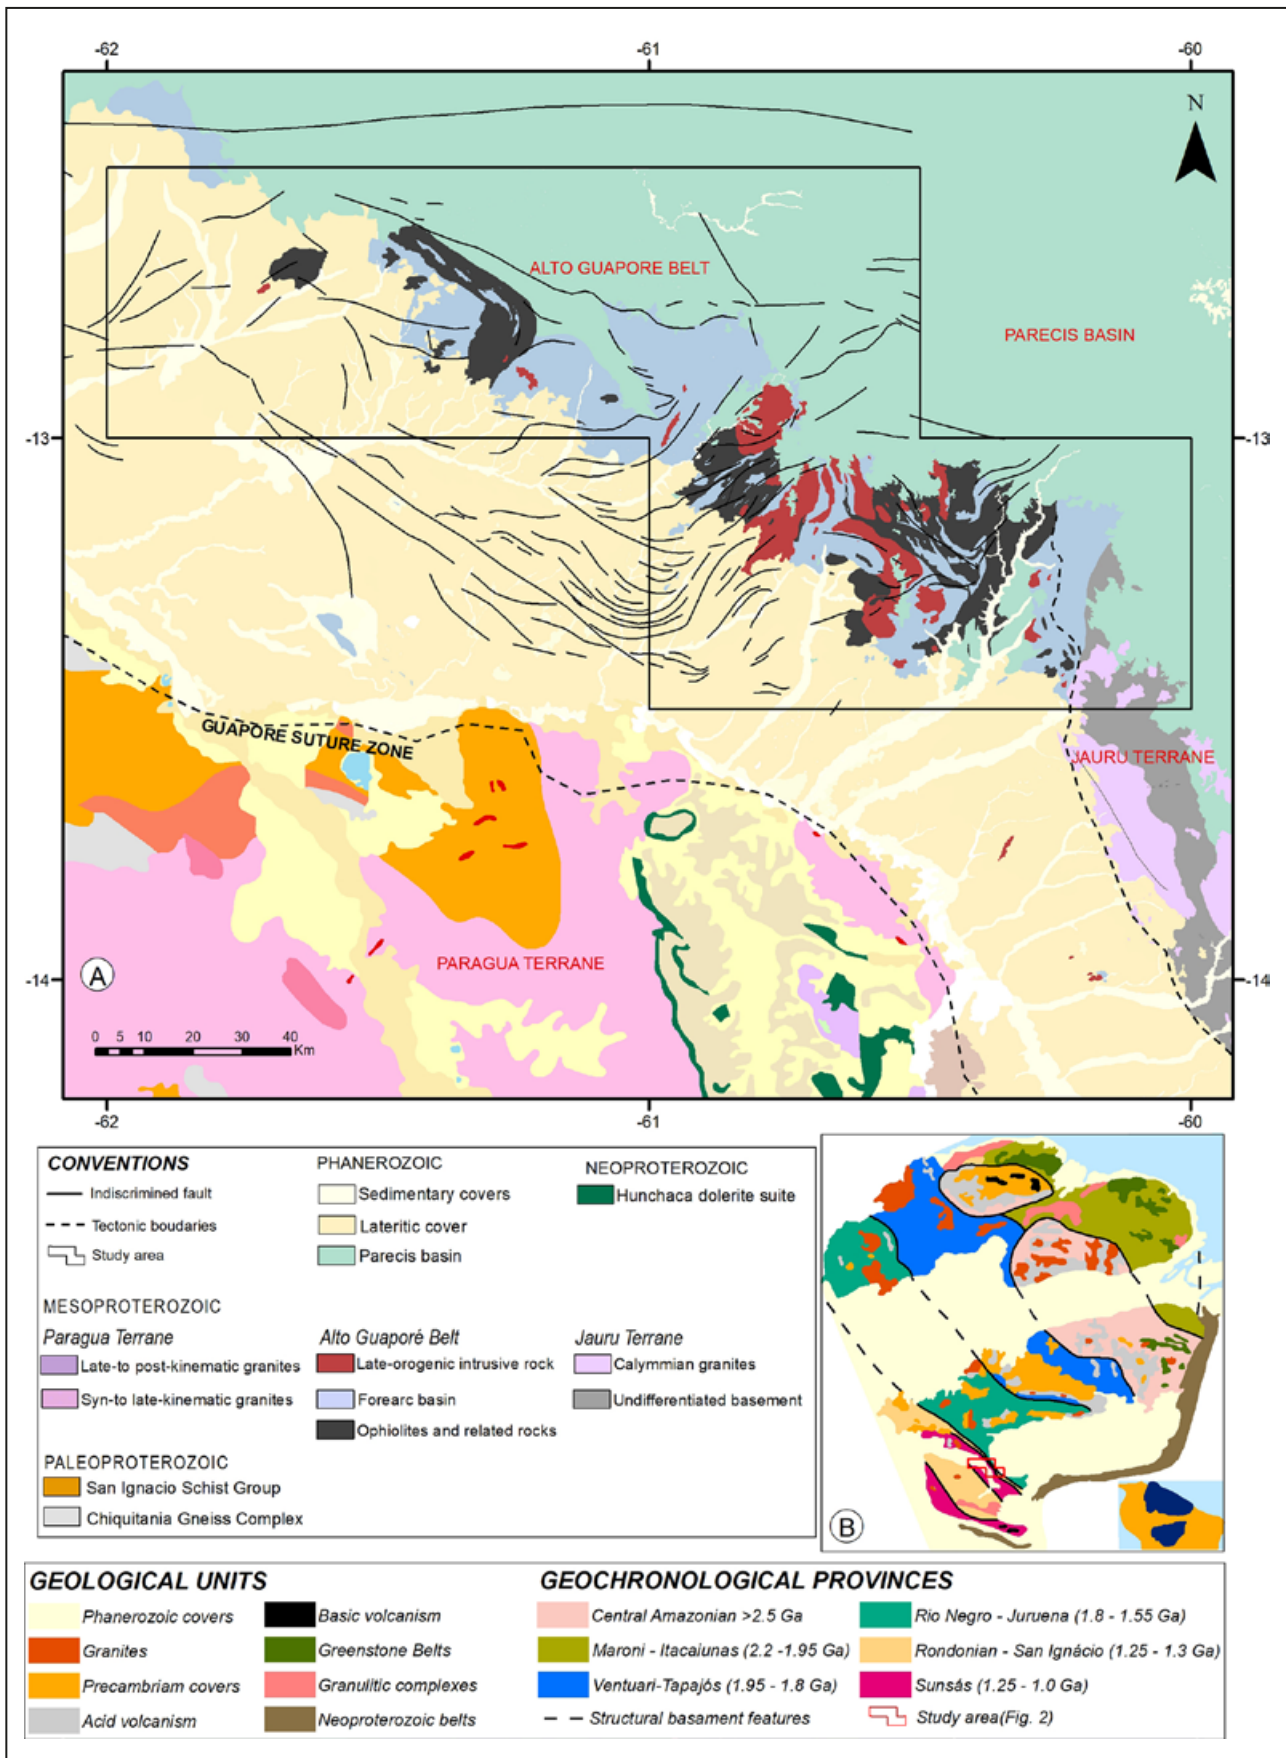 -62
-61
-60
N
ALTO GUAPORE BELT
PARECIS BASIN
-13
-13
GUAPORE SUTURE ZONE
JAURU TERRANE
PARAGUA TERRANE
A
-14
-14
0 5 10 20 30 40
Km
-62
-61
-60
CONVENTIONS
Indiscrimined fault
Tectonic boudaries
Study area
PHANEROZOIC
Sedimentary covers
Lateritic cover
Parecis basin
NEOPROTEROZOIC
Hunchaca dolerite suite
MESOPROTEROZOIC
Paragua Terrane
Late-to post-kinematic granites
Syn-to late-kinematic granites
Alto Guaporé Belt
Late-orogenic intrusive rock
Forearc basin
Ophiolites and related rocks
Jauru Terrane
Calymmian granites
Undifferentiated basement
PALEOPROTEROZOIC
San Ignacio Schist Group
Chiquitania Gneiss Complex
B
GEOLOGICAL UNITS
Phanerozoic covers
Granites
Precambriam covers
Acid volcanism
Basic volcanism
Greenstone Belts
Granulitic complexes
Neoproterozoic belts
GEOCHRONOLOGICAL PROVINCES
Central Amazonian >2.5 Ga
Maroni - Itacaiunas (2.2 -1.95 Ga)
Ventuari-Tapajós (1.95 - 1.8 Ga)
Structural basament features
Rio Negro - Juruena (1.8 - 1.55 Ga)
Rondonian - San Ignácio (1.25 - 1.3 Ga)
Sunsás (1.25 - 1.0 Ga)
Study area(Fig. 2)